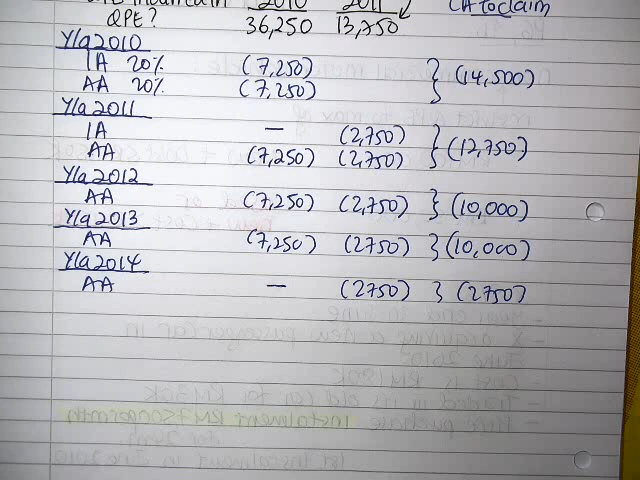 2010 2011 CA to claim
QPE? 36,250 13,750
Y/a 2010
IA 20% (7,250)
AA 20% (7,250) } (14,500)
Y/a 2011
IA — (2,750)
AA (7,250) (2,750) } (12,750)
Y/a 2012
AA (7,250) (2,750) } (10,000)
Y/a 2013
AA (7,250) (2750) } (10,000)
Y/a 2014
AA — (2750) } (2750)